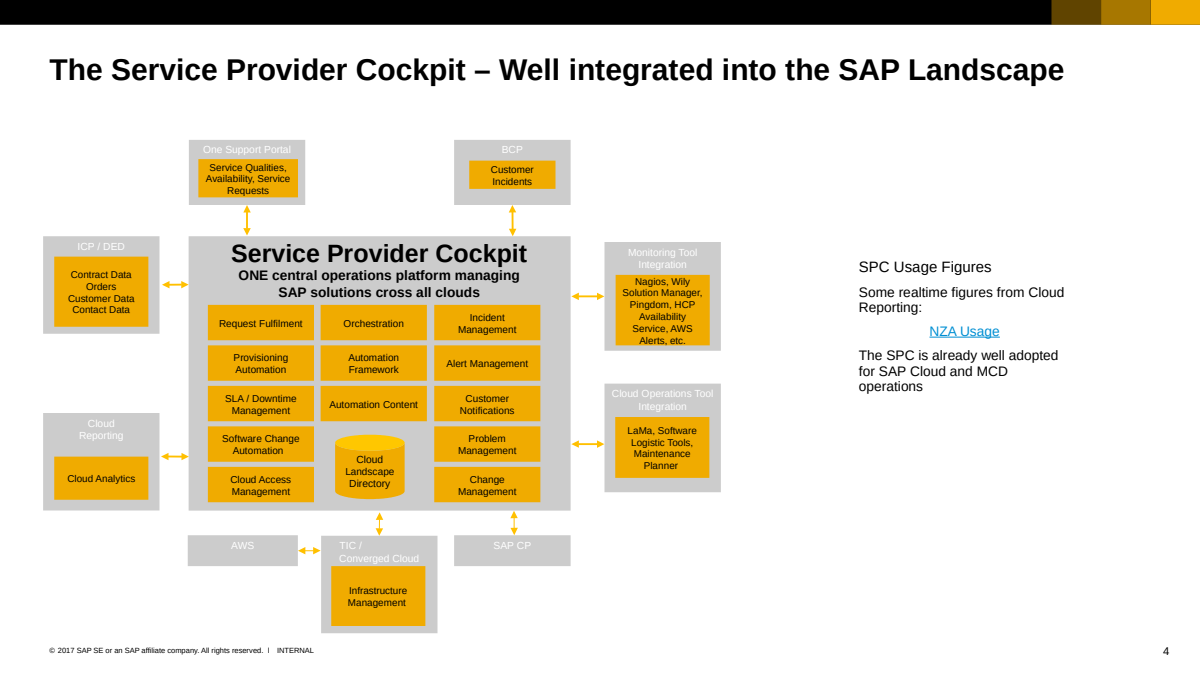 The Service Provider Cockpit – Well integrated into the SAP Landscape
One Support Portal
Service Qualities,
Availability, Service
Requests
BCP
Customer
Incidents
ICP / DED
Contract Data
Orders
Customer Data
Contact Data
Service Provider Cockpit
ONE central operations platform managing
SAP solutions cross all clouds
Request Fulfilment
Orchestration
Incident
Management
Provisioning
Automation
Automation
Framework
Alert Management
SLA / Downtime
Management
Automation Content
Customer
Notifications
Software Change
Automation
Cloud
Landscape
Directory
Problem
Management
Cloud Access
Management
Change
Management
Monitoring Tool
Integration
Nagios, Wily
Solution Manager,
Pingdom, HCP
Availability
Service, AWS
Alerts, etc.
Cloud Operations Tool
Integration
LaMa, Software
Logistic Tools,
Maintenance
Planner
Cloud
Reporting
Cloud Analytics
AWS
TIC /
Converged Cloud
Infrastructure
Management
SAP CP
SPC Usage Figures
Some realtime figures from Cloud
Reporting:
NZA Usage
The SPC is already well adopted
for SAP Cloud and MCD
operations
© 2017 SAP SE or an SAP affiliate company. All rights reserved. ǀ INTERNAL
4